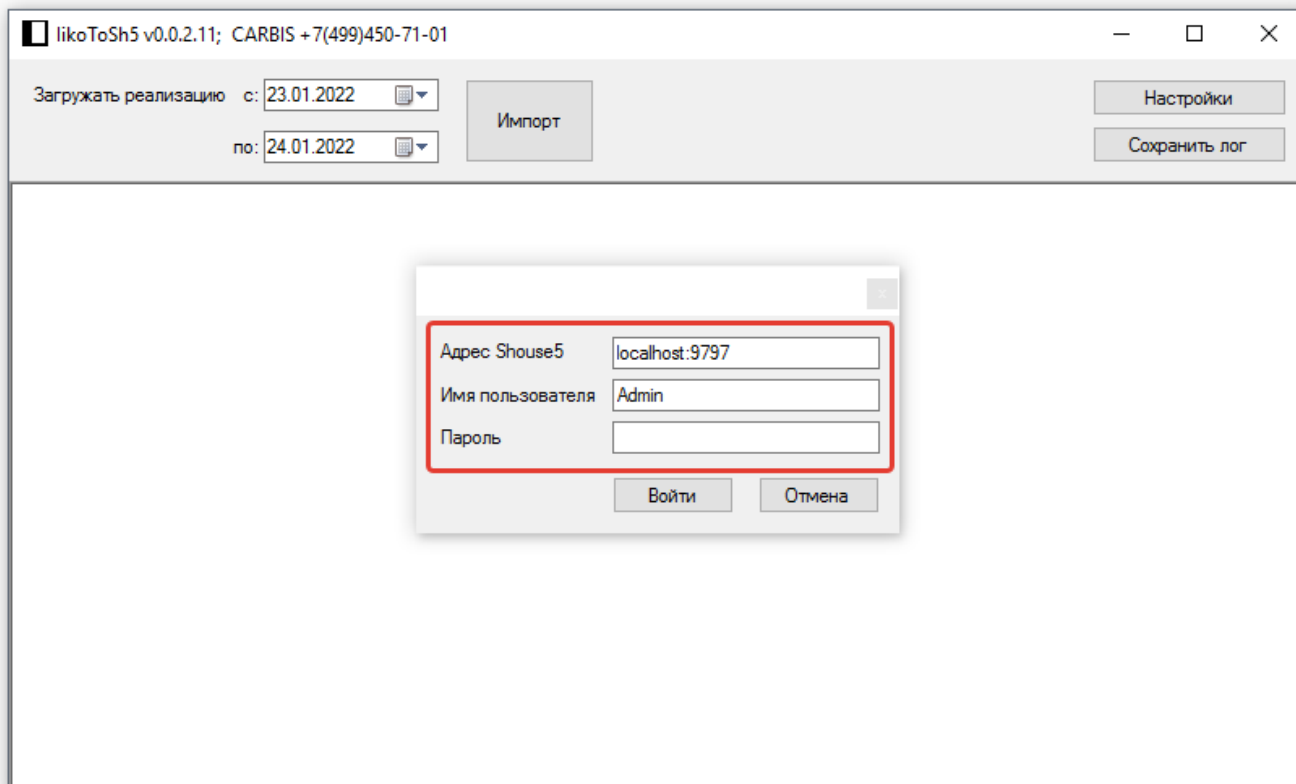 IikoToSh5 v0.0.2.11; CARBIS +7(499)450-71-01
Загружать реализацию с: 23.01.2022
по: 24.01.2022
Импорт
Настройки
Сохранить лог
x
Адрес Shouse5 localhost:9797
Имя пользователя Admin
Пароль
Войти Отмена